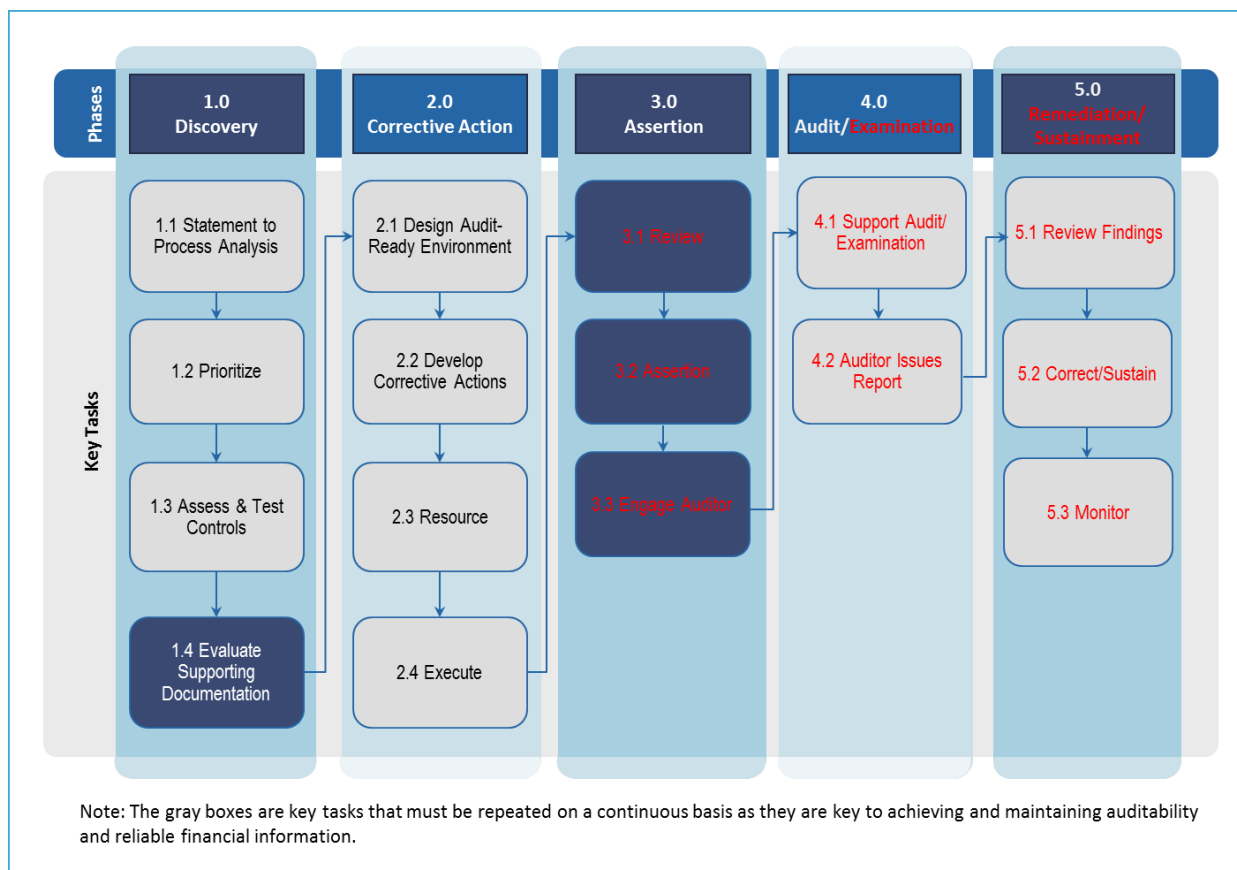 Phases
1.0
Discovery
2.0
Corrective Action
3.0
Assertion
4.0
Audit/Examination
5.0
Remediation/
Sustainment
Key Tasks
1.1 Statement to
Process Analysis
1.2 Prioritize
1.3 Assess & Test
Controls
1.4 Evaluate
Supporting
Documentation
2.1 Design Audit-
Ready Environment
2.2 Develop
Corrective Actions
2.3 Resource
2.4 Execute
3.1 Review
3.2 Assertion
3.3 Engage Auditor
4.1 Support Audit/
Examination
4.2 Auditor Issues
Report
5.1 Review Findings
5.2 Correct/Sustain
5.3 Monitor
Note: The gray boxes are key tasks that must be repeated on a continuous basis as they are key to achieving and maintaining auditability
and reliable financial information.